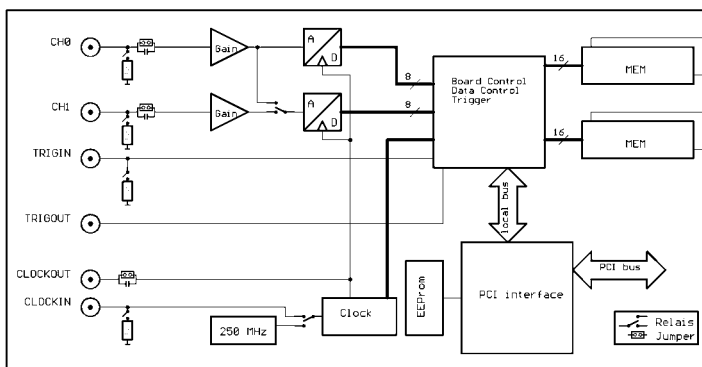 CH0
Gain
A
D
8
Board Control
Data Control
Trigger
16
MEM
CH1
Gain
A
D
8
16
MEM
TRIGIN
TRIGOUT
local bus
CLOCKOUT
CLOCKIN
250 MHz
Clock
EEProm
PCI interface
PCI bus
Relais
Jumper